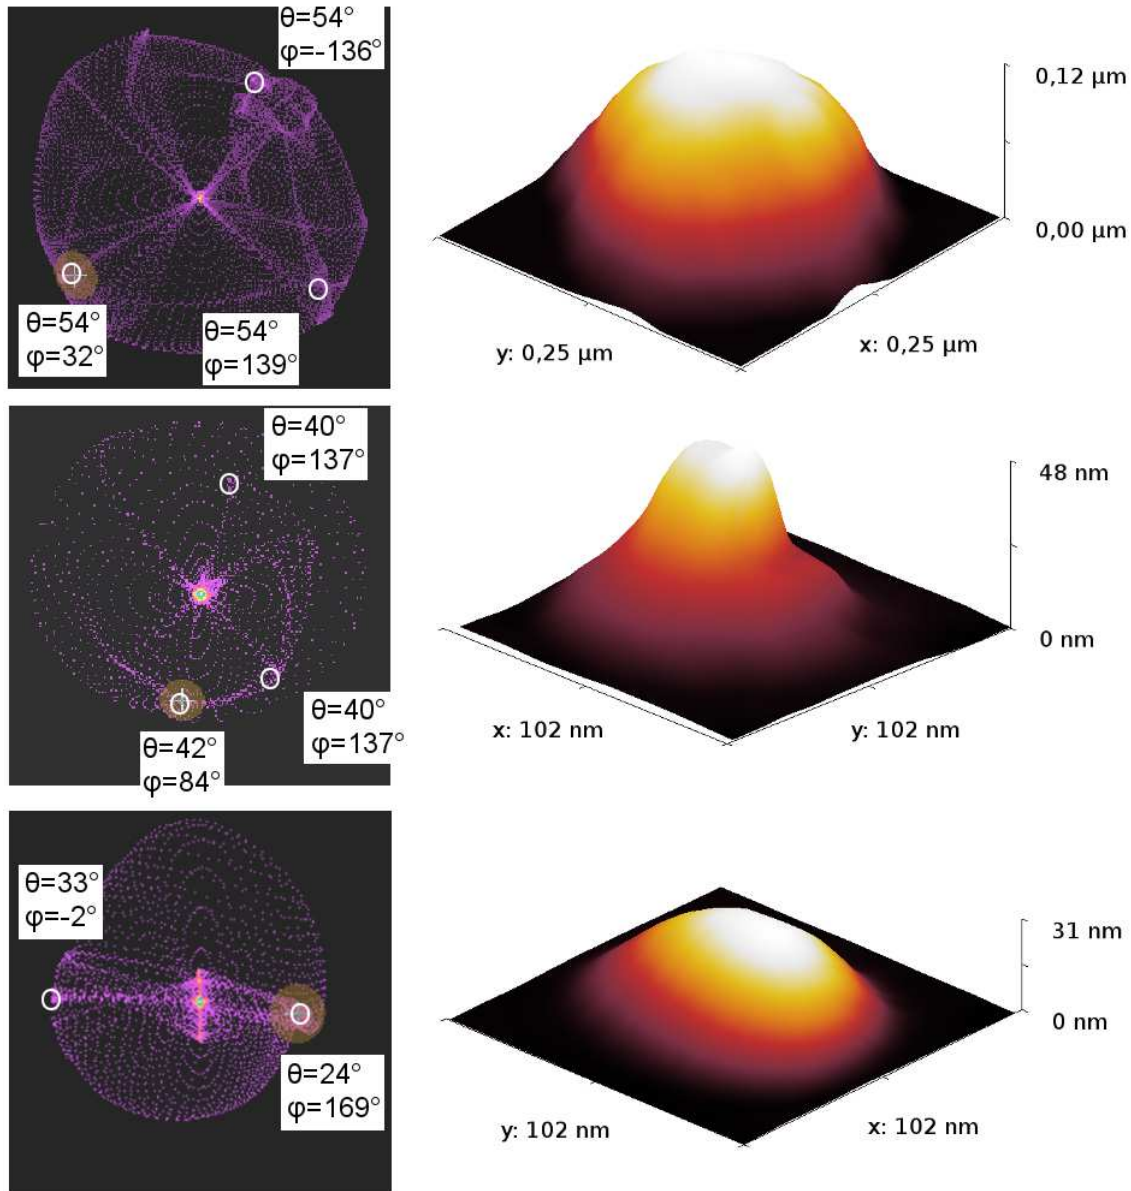 θ=54°
φ=-136°
θ=54°
φ=32°
θ=54°
φ=139°
0,12 µm
0,00 µm
y: 0,25 µm
x: 0,25 µm
θ=40°
φ=137°
θ=42°
φ=84°
θ=40°
φ=137°
48 nm
0 nm
x: 102 nm
y: 102 nm
θ=33°
φ=-2°
θ=24°
φ=169°
31 nm
0 nm
y: 102 nm
x: 102 nm